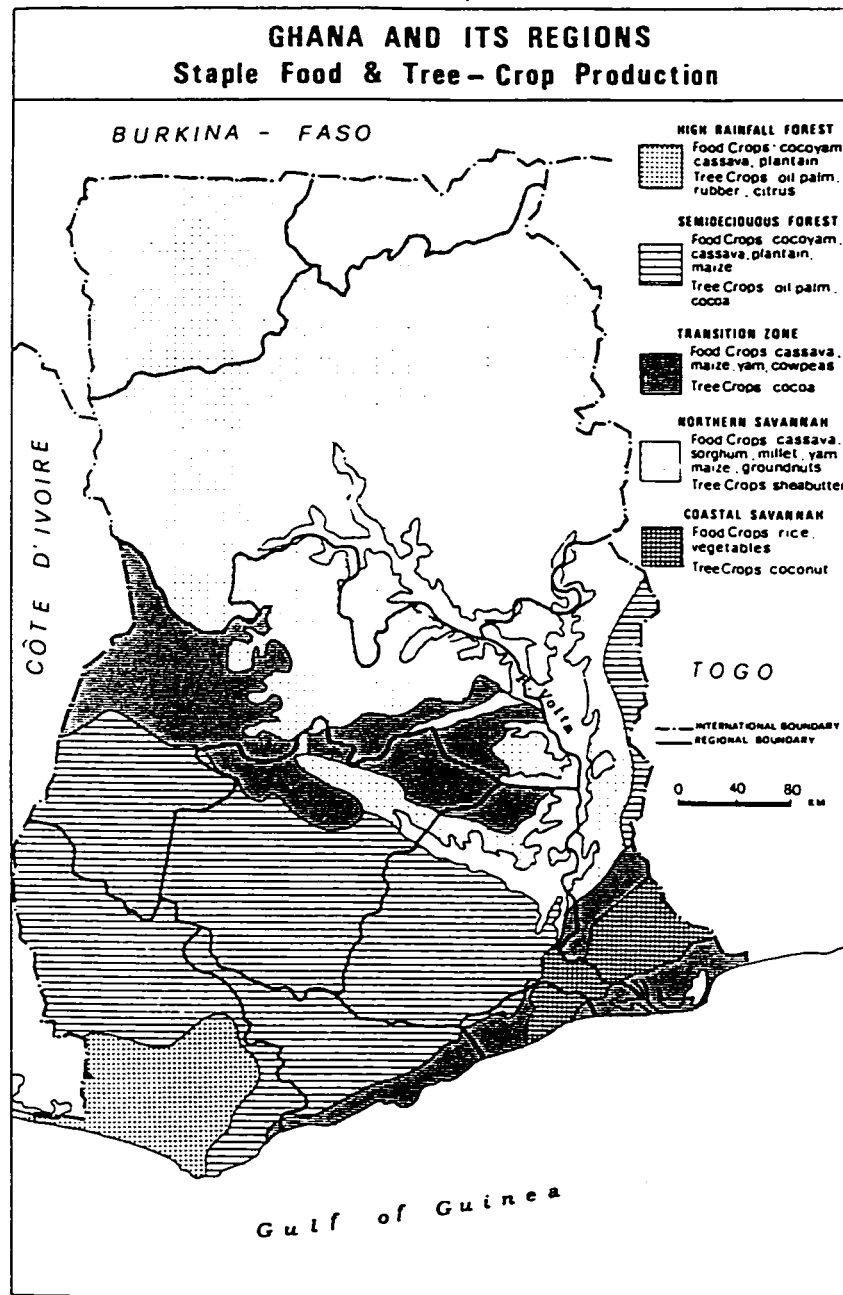 GHANA AND ITS REGIONS
Staple Food & Tree-Crop Production
BURKINA - FASO
CÔTE D'IVOIRE
TOGO
Volta
Gulf of Guinea
HIGH RAINFALL FOREST
Food Crops cocoyam
cassava, plantain
Tree Crops oil palm,
rubber, citrus
SEMIDECIDUOUS FOREST
Food Crops cocoyam,
cassava, plantain,
maize
Tree Crops oil palm,
cocoa
TRANSITION ZONE
Food Crops cassava,
maize, yam, cowpeas
Tree Crops cocoa
NORTHERN SAVANNAH
Food Crops cassava,
sorghum, millet, yam
maize, groundnuts
Tree Crops sheabutter
COASTAL SAVANNAH
Food Crops rice,
vegetables
Tree Crops coconut
INTERNATIONAL BOUNDARY
REGIONAL BOUNDARY
0 40 80
KM